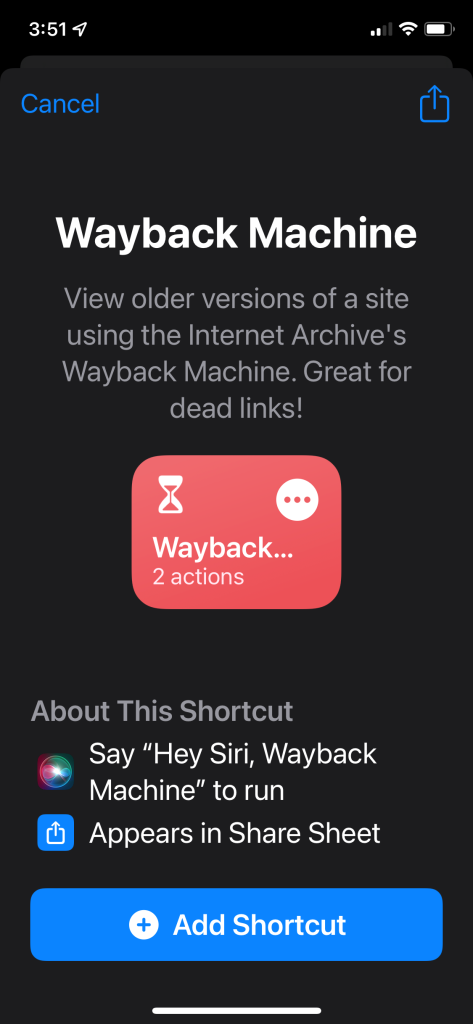 3:51
Cancel
Wayback Machine
View older versions of a site
using the Internet Archive's
Wayback Machine. Great for
dead links!
Wayback...
2 actions
About This Shortcut
Say “Hey Siri, Wayback
Machine” to run
Appears in Share Sheet
Add Shortcut